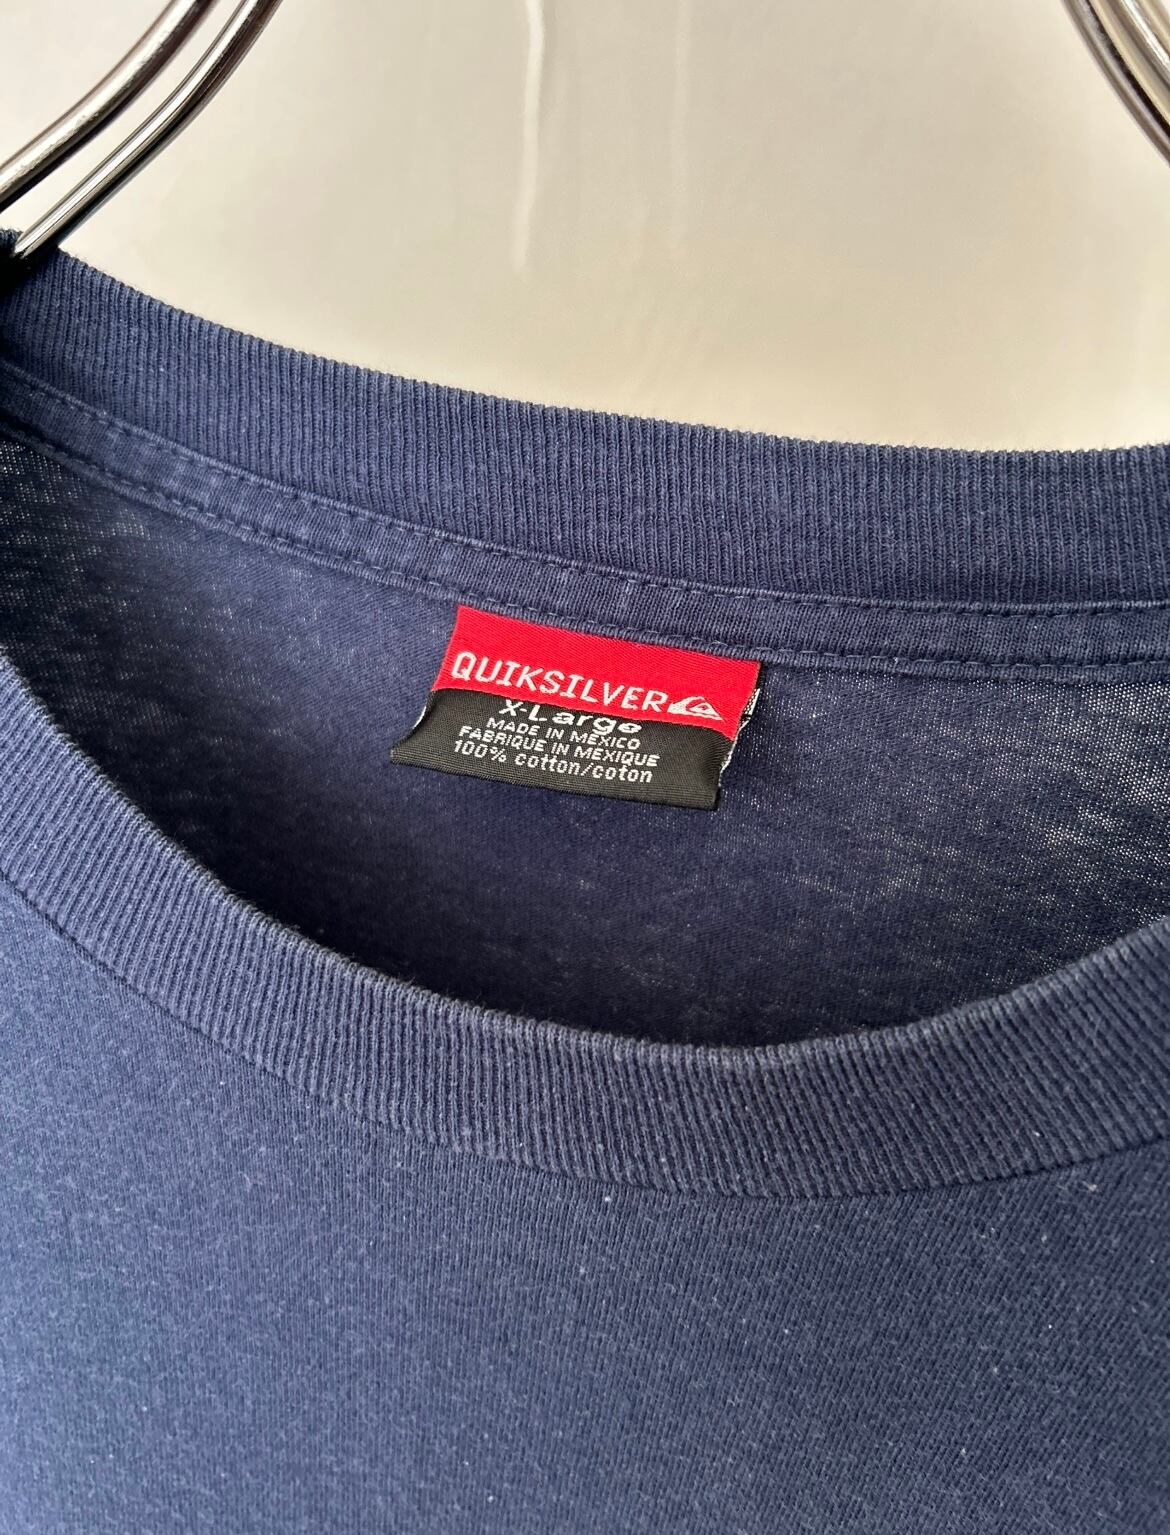 QUIKSILVER
X-Large
MADE IN MEXICO
FABRIQUE IN MEXIQUE
100% cotton/coton